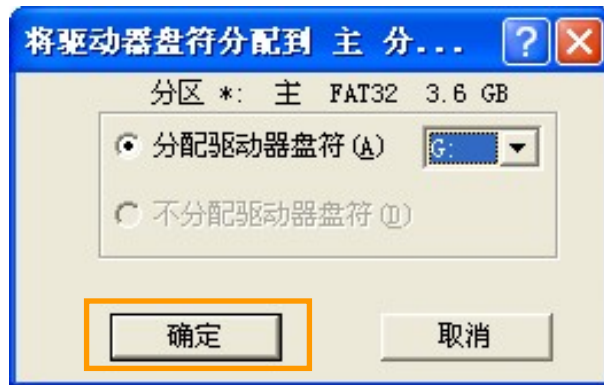 将驱动器盘符分配到 主 分...
分区 *: 主 FAT32 3.6 GB
分配驱动器盘符(A) G:
不分配驱动器盘符(D)
确定 取消